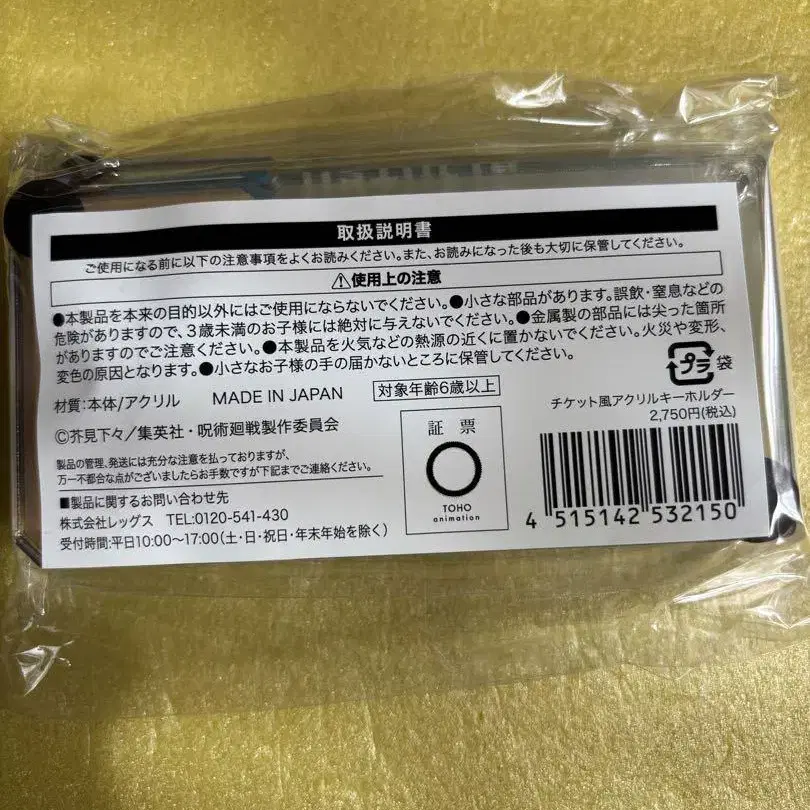 取扱説明書
ご使用になる前に以下の注意事項をよくお読みください。また、お読みになった後も大切に保管してください。
⚠使用上の注意
●本製品を本来の目的以外にはご使用にならないでください。●小さな部品があります。誤飲・窒息などの
危険がありますので、3歳未満のお子様には絶対に与えないでください。●金属製の部品には尖った箇所
がありますのでご注意ください。●本製品を火気などの熱源の近くに置かないでください。火災や変形、
変色の原因となります。●小さなお子様の手の届かないところに保管してください。
材質:本体/アクリル MADE IN JAPAN 対象年齢6歳以上
プラ 袋
©芥見下々/集英社・呪術廻戦製作委員会
製品の管理、発送には充分な注意を払っておりますが、
万一不都合な点がございましたらお手数ですが下記までご連絡ください。
■製品に関するお問い合わせ先
株式会社レッグス TEL:0120-541-430
受付時間:平日10:00〜17:00(土・日・祝日・年末年始を除く)
証票
TOHO
animation
チケット風アクリルキーホルダー
2,750円(税込)
4 515142 532150